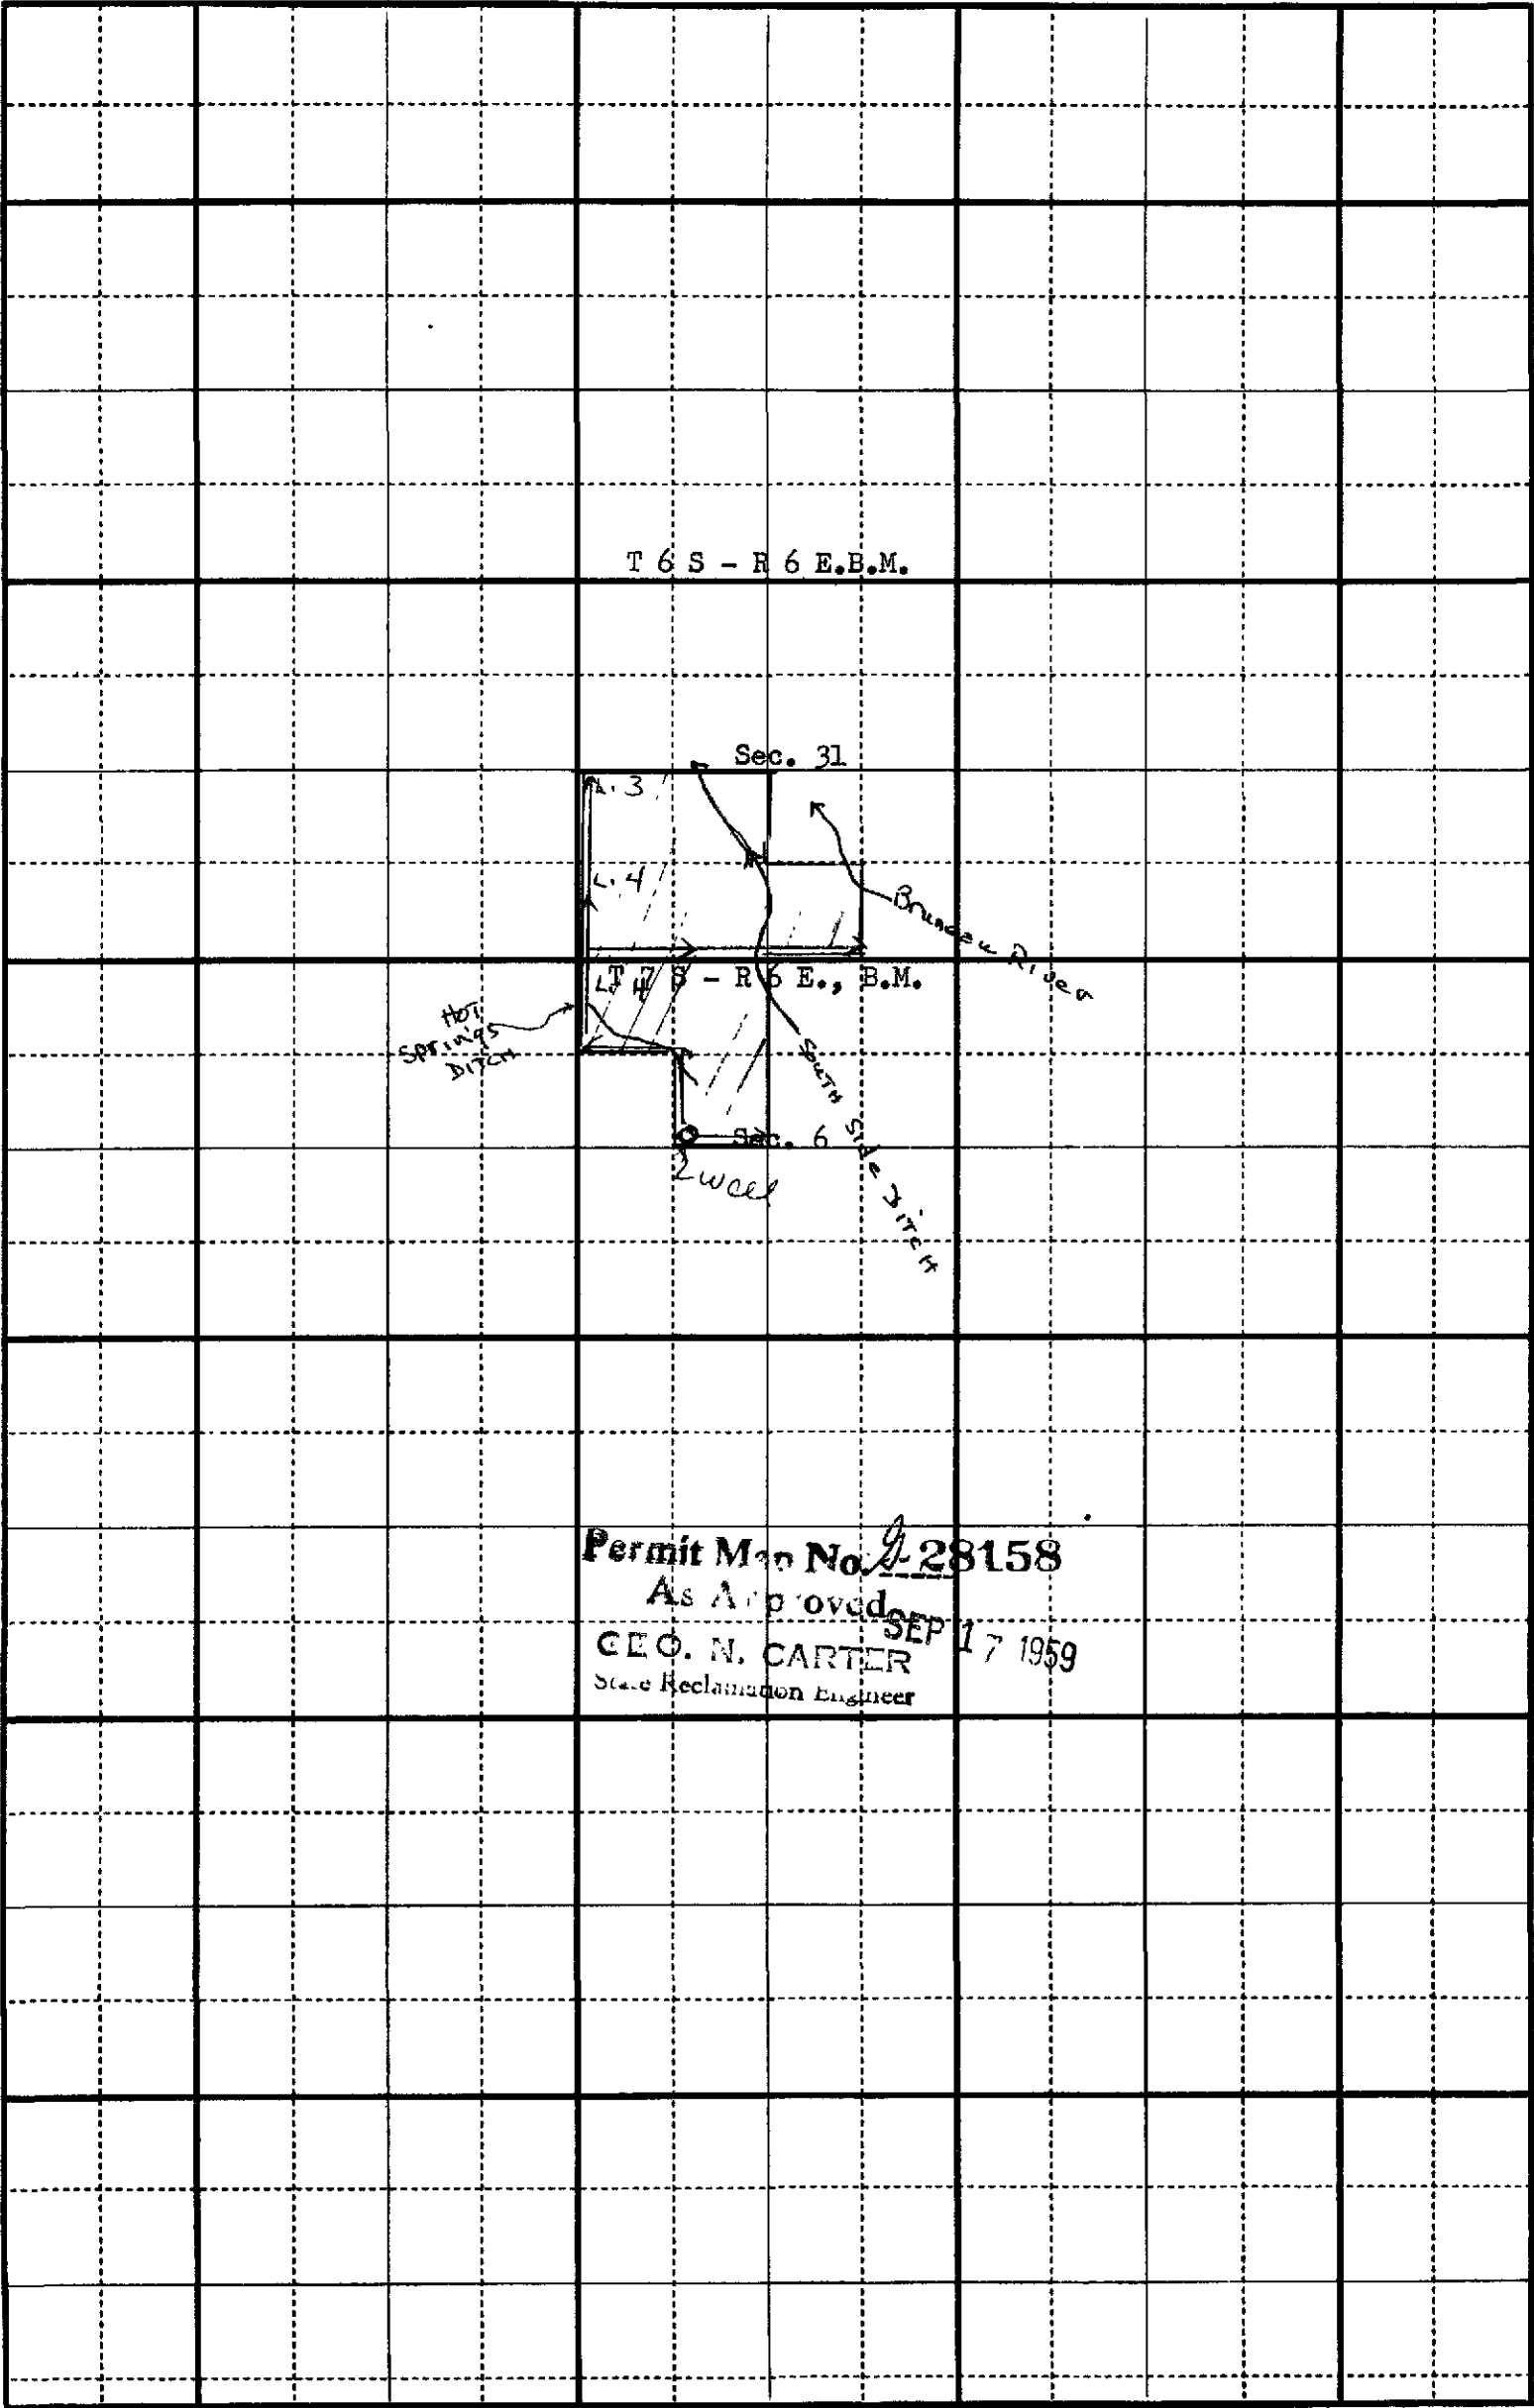 T 6 S - R 6 E.B.M.
Sec. 31
L. 3
L. 4
Bruneau River
T 7 S - R 6 E., B.M.
L 4
HOT
SPrings
DITCH
SOUTH Side DITCH
Sec. 6
2 well
Permit Map No. G-28158
As Approved
SEP 17 1959
GEO. N. CARTER
State Reclamation Engineer